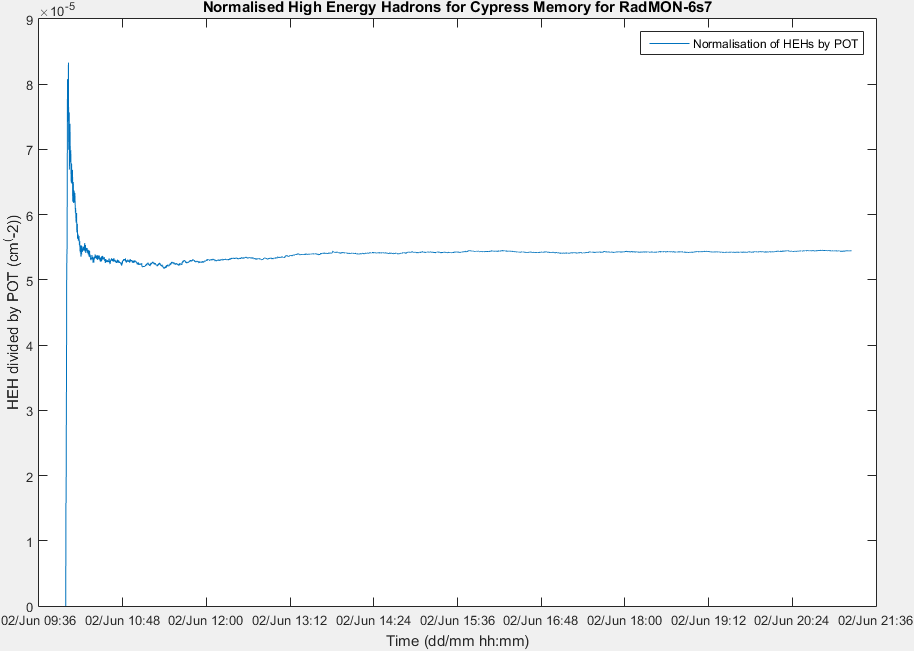 Normalised High Energy Hadrons for Cypress Memory for RadMON-6s7
×10-5
Normalisation of HEHs by POT
9
8
7
6
5
4
3
2
1
0
HEH divided by POT (cm(-2))
02/Jun 09:36 02/Jun 10:48 02/Jun 12:00 02/Jun 13:12 02/Jun 14:24 02/Jun 15:36 02/Jun 16:48 02/Jun 18:00 02/Jun 19:12 02/Jun 20:24 02/Jun 21:36
Time (dd/mm hh:mm)